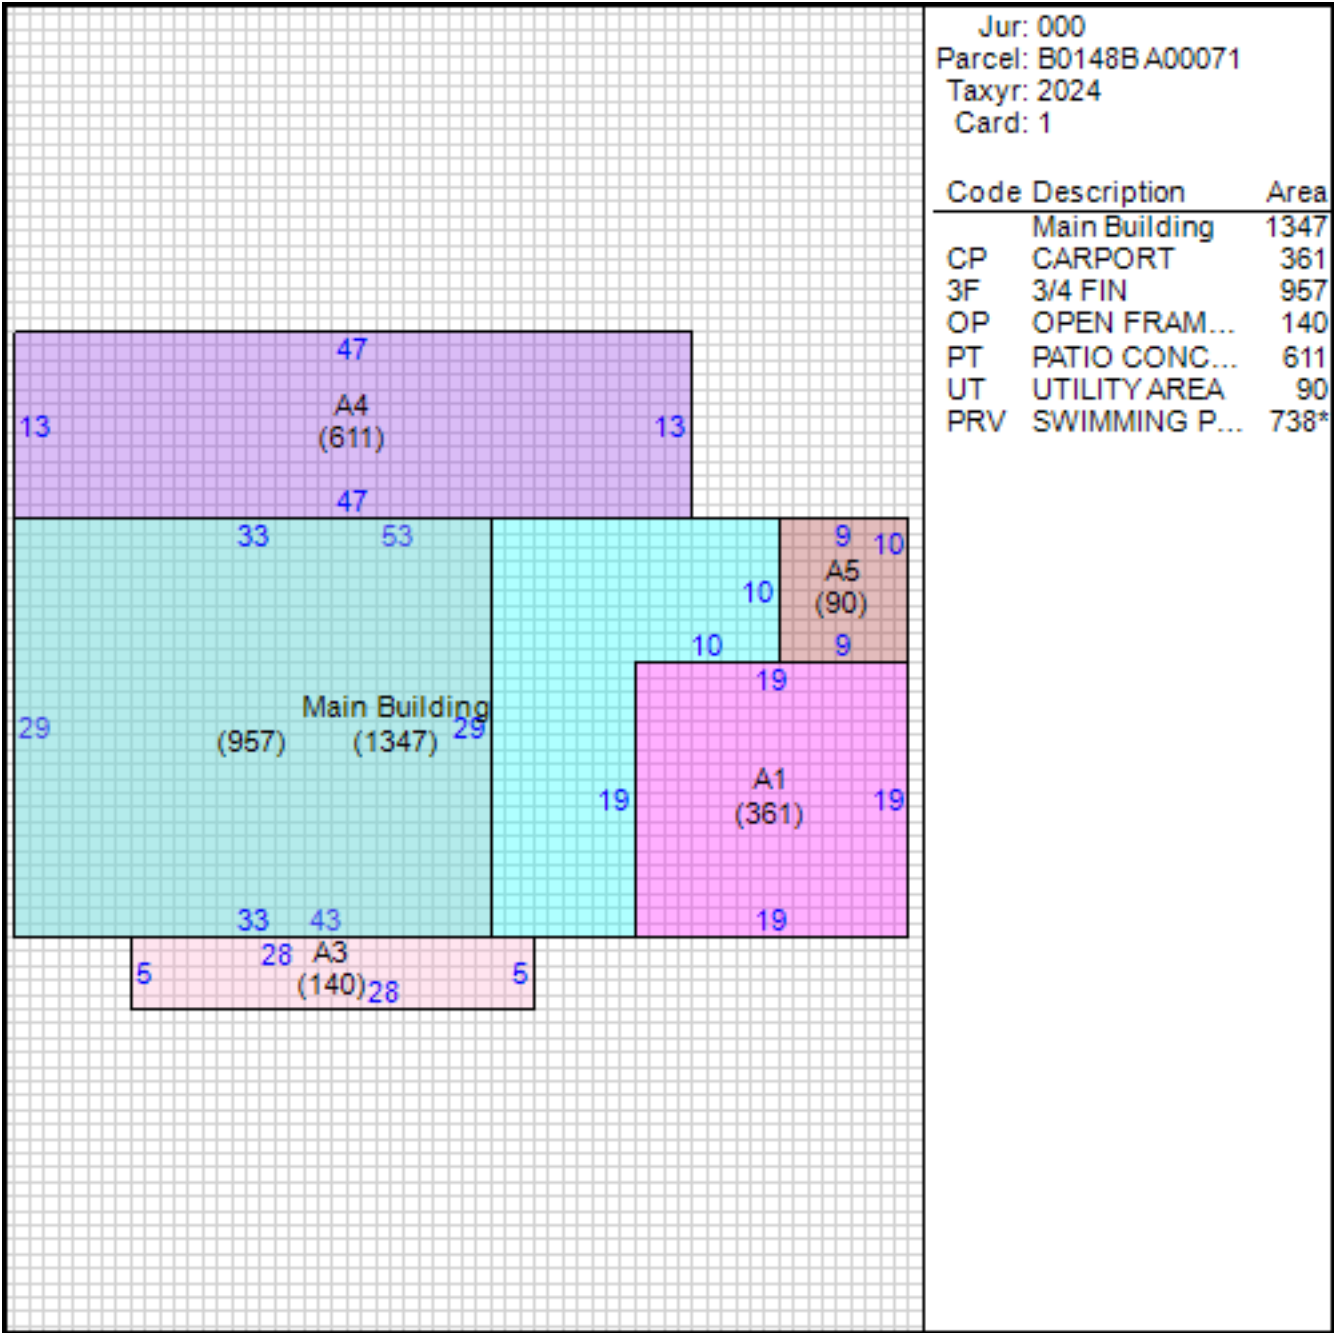 Jur: 000
Parcel: B0148B A00071
Taxyr: 2024
Card: 1
Code Description Area
Main Building 1347
CP CARPORT 361
3F 3/4 FIN 957
OP OPEN FRAM... 140
PT PATIO CONC... 611
UT UTILITY AREA 90
PRV SWIMMING P... 738*
47
A4
13 (611) 13
47
33 53 9 10
A5
10 (90)
10 9
19
Main Building
29 (957) (1347) 29
A1
19 (361) 19
33 43 19
28 A3
5 (140) 28 5